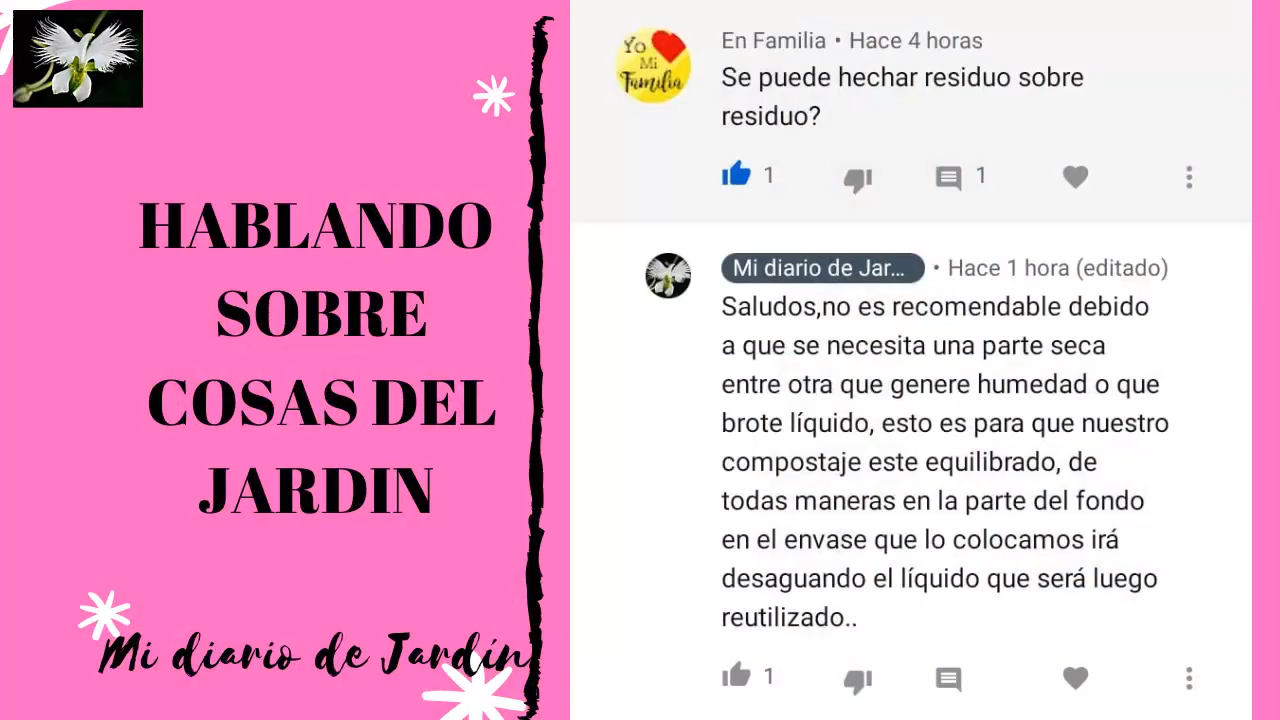 HABLANDO
SOBRE
COSAS DEL
JARDIN
Mi diario de Jardín
Yo
Mi
Familia
En Familia • Hace 4 horas
Se puede hechar residuo sobre
residuo?
1
1
Mi diario de Jar... • Hace 1 hora (editado)
Saludos,no es recomendable debido
a que se necesita una parte seca
entre otra que genere humedad o que
brote líquido, esto es para que nuestro
compostaje este equilibrado, de
todas maneras en la parte del fondo
en el envase que lo colocamos irá
desaguando el líquido que será luego
reutilizado..
1